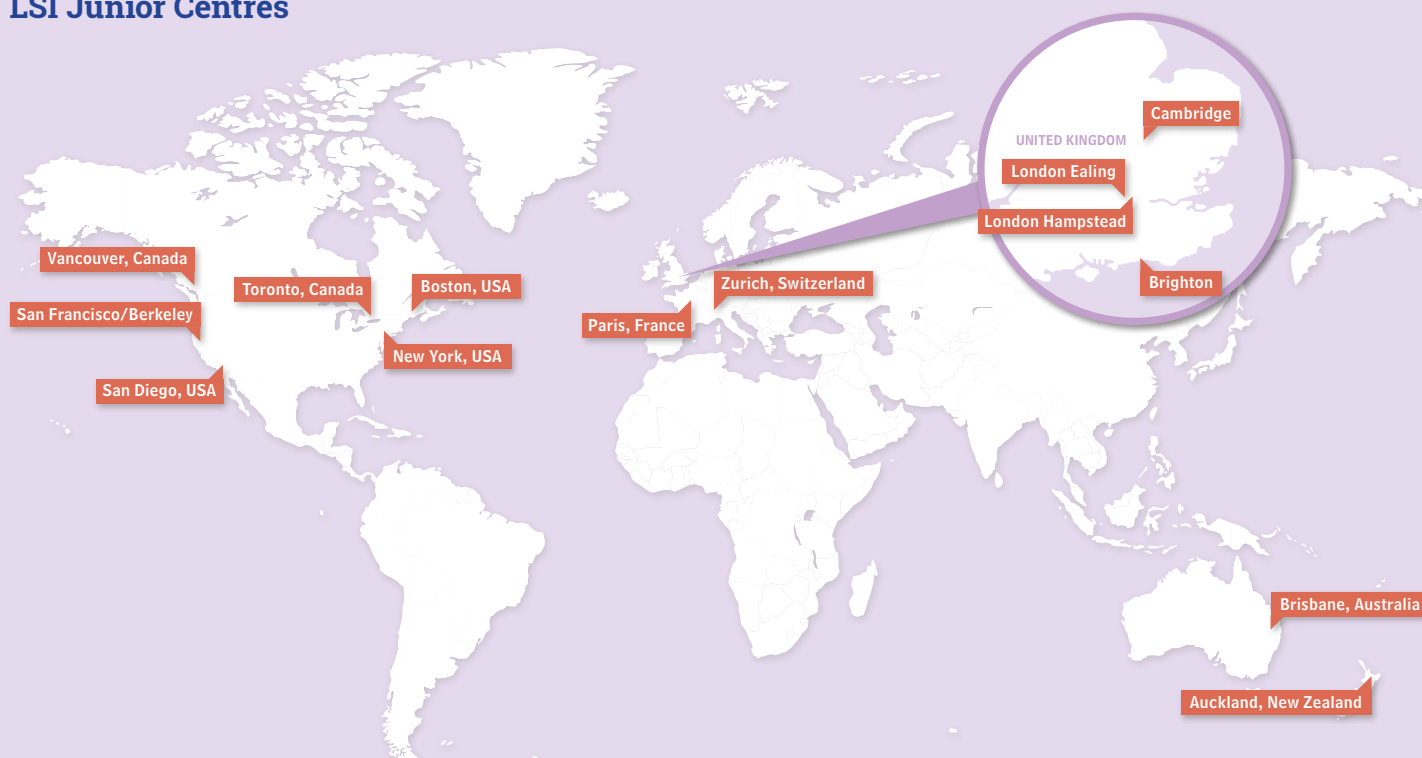 LSI Junior Centres
Cambridge
UNITED KINGDOM
London Ealing
London Hampstead
Brighton
Vancouver, Canada
Toronto, Canada
Boston, USA
San Francisco/Berkeley
New York, USA
San Diego, USA
Zurich, Switzerland
Paris, France
Brisbane, Australia
Auckland, New Zealand